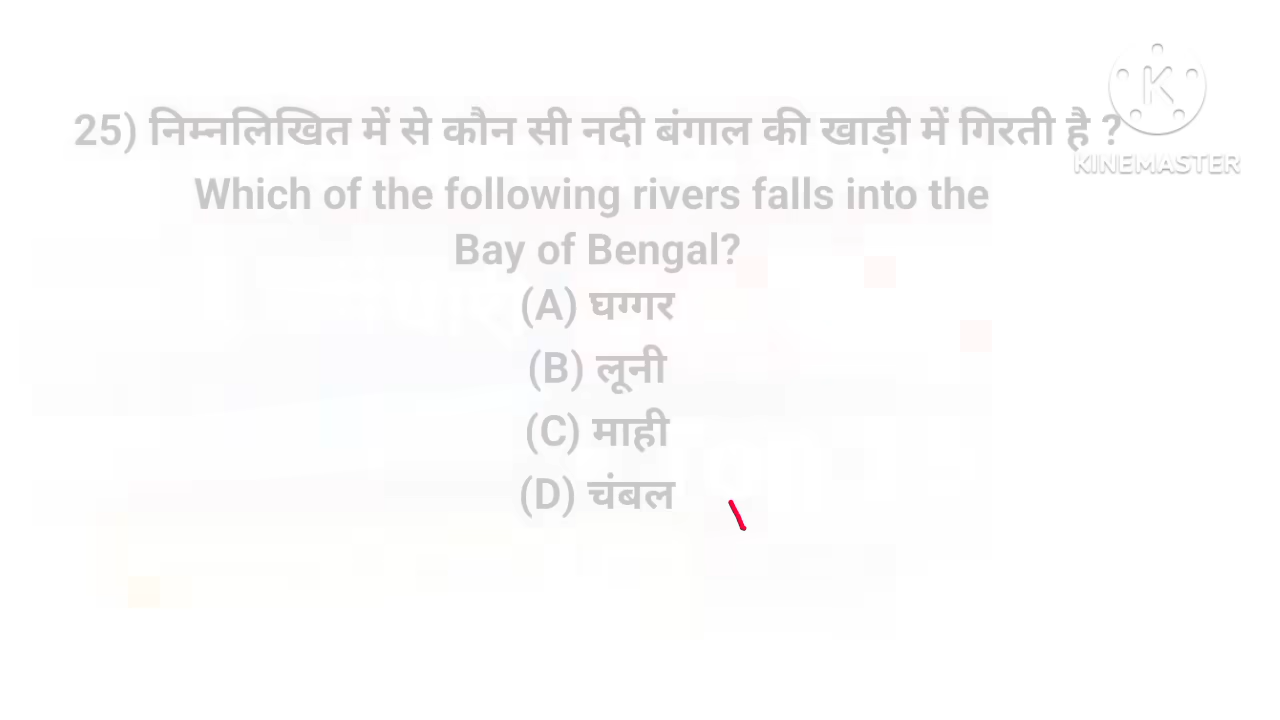 25) निम्नलिखित में से कौन सी नदी बंगाल की खाड़ी में गिरती है ?
Which of the following rivers falls into the
Bay of Bengal?
(A) घग्गर
(B) लूनी
(C) माही
(D) चंबल
K
KINEMASTER